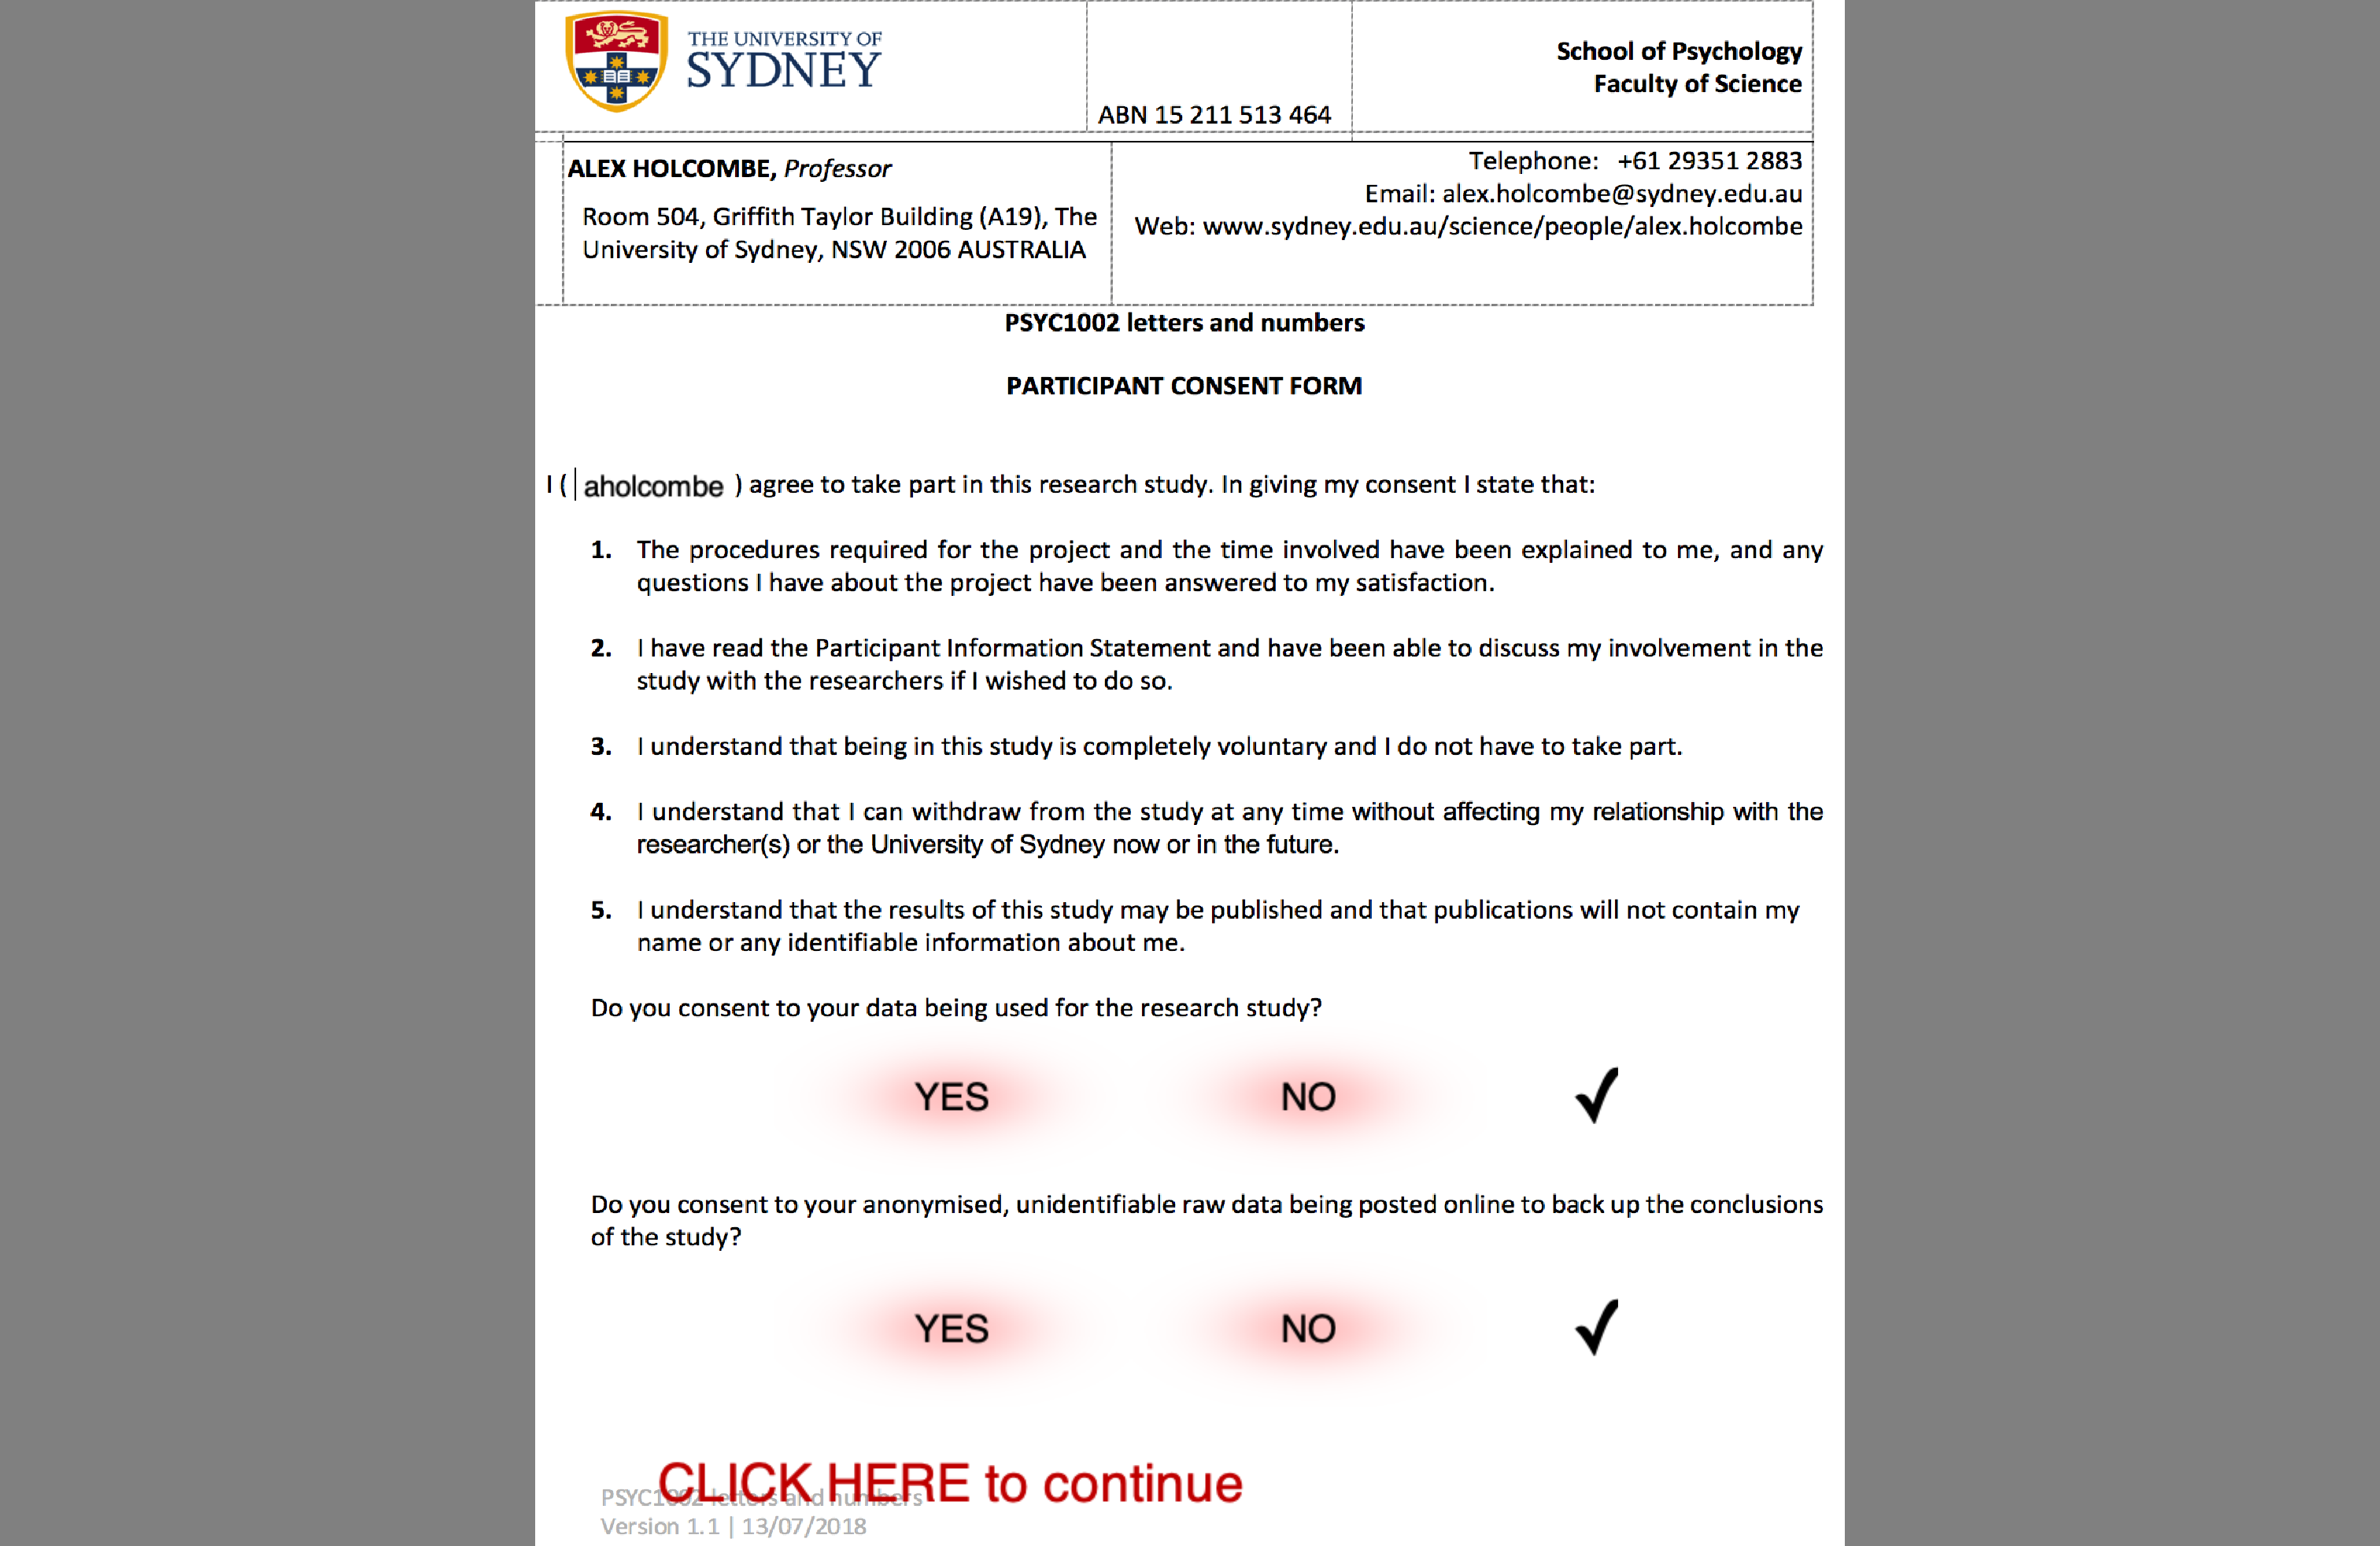 THE UNIVERSITY OF
SYDNEY
ABN 15 211 513 464
School of Psychology
Faculty of Science
ALEX HOLCOMBE, Professor
Room 504, Griffith Taylor Building (A19), The
University of Sydney, NSW 2006 AUSTRALIA
Telephone: +61 29351 2883
Email: alex.holcombe@sydney.edu.au
Web: www.sydney.edu.au/science/people/alex.holcombe
PSYC1002 letters and numbers
PARTICIPANT CONSENT FORM
I ( aholcombe ) agree to take part in this research study. In giving my consent I state that:
1. The procedures required for the project and the time involved have been explained to me, and any
questions I have about the project have been answered to my satisfaction.
2. I have read the Participant Information Statement and have been able to discuss my involvement in the
study with the researchers if I wished to do so.
3. I understand that being in this study is completely voluntary and I do not have to take part.
4. I understand that I can withdraw from the study at any time without affecting my relationship with the
researcher(s) or the University of Sydney now or in the future.
5. I understand that the results of this study may be published and that publications will not contain my
name or any identifiable information about me.
Do you consent to your data being used for the research study?
YES NO ✓
Do you consent to your anonymised, unidentifiable raw data being posted online to back up the conclusions
of the study?
YES NO ✓
CLICK HERE to continue
PSYC1002 letters and numbers
Version 1.1 | 13/07/2018